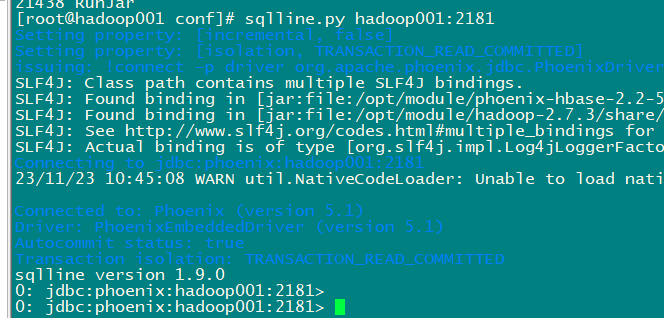 21438 RunJar
[root@hadoop001 conf]# sqlline.py hadoop001:2181
Setting property: [incremental, false]
Setting property: [isolation, TRANSACTION_READ_COMMITTED]
issuing: !connect -p driver org.apache.phoenix.jdbc.PhoenixDriver
SLF4J: Class path contains multiple SLF4J bindings.
SLF4J: Found binding in [jar:file:/opt/module/phoenix-hbase-2.2-5
SLF4J: Found binding in [jar:file:/opt/module/hadoop-2.7.3/share/
SLF4J: See http://www.slf4j.org/codes.html#multiple_bindings for
SLF4J: Actual binding is of type [org.slf4j.impl.Log4jLoggerFacto
Connecting to jdbc:phoenix:hadoop001:2181
23/11/23 10:45:08 WARN util.NativeCodeLoader: Unable to load nati
Connected to: Phoenix (version 5.1)
Driver: PhoenixEmbeddedDriver (version 5.1)
Autocommit status: true
Transaction isolation: TRANSACTION_READ_COMMITTED
sqlline version 1.9.0
0: jdbc:phoenix:hadoop001:2181>
0: jdbc:phoenix:hadoop001:2181>